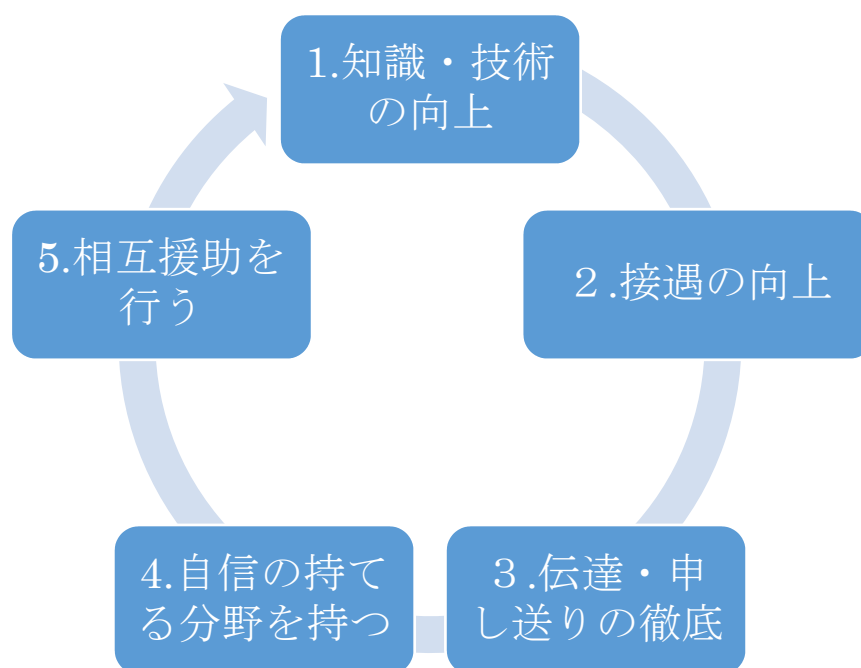 1.知識・技術
の向上
２.接遇の向上
３.伝達・申
し送りの徹底
4.自信の持て
る分野を持つ
5.相互援助を
行う